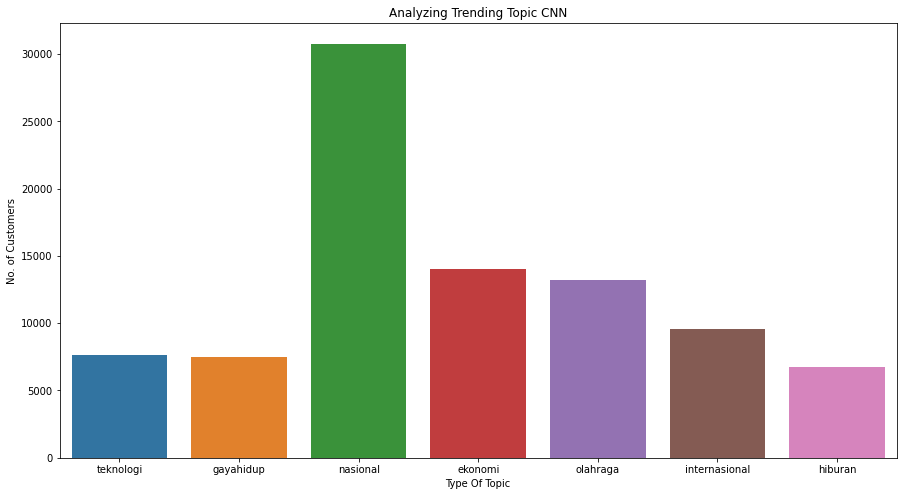 Analyzing Trending Topic CNN
No. of Customers
30000
25000
20000
15000
10000
5000
0
teknologi
gayahidup
nasional
ekonomi
olahraga
internasional
hiburan
Type Of Topic